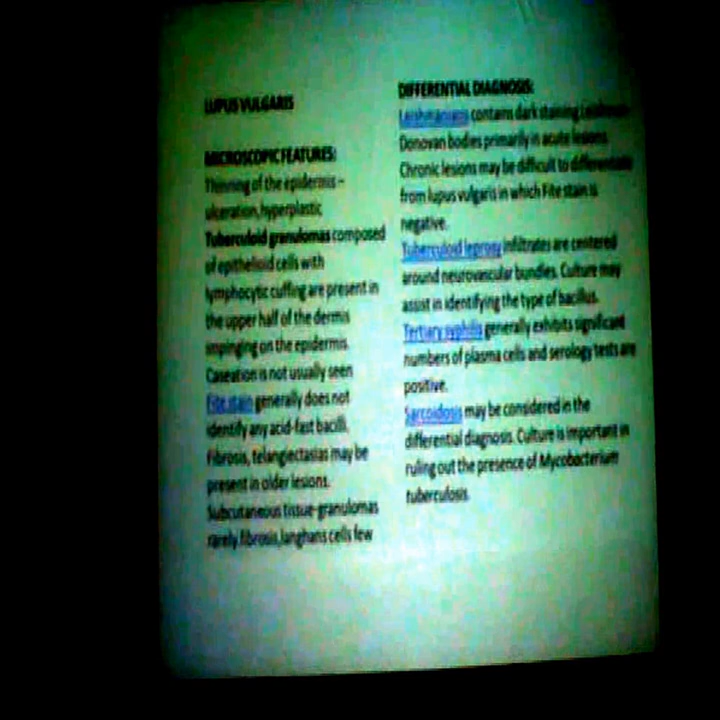 LUPUS VULGARIS
MICROSCOPIC FEATURES:
Thinning of the epidermis –
ulceration, hyperplastic
Tuberculoid granulomas composed
of epithelioid cells with
lymphocytic cuffing are present in
the upper half of the dermis
impinging on the epidermis.
Caseation is not usually seen
Fite stain generally does not
identify any acid-fast bacilli.
Fibrosis, telangiectasias may be
present in older lesions.
Subcutaneous tissue-granulomas
rarely fibrosis,langhans cells few
DIFFERENTIAL DIAGNOSIS:
Leishmaniasis contains dark staining Leishman-
Donovan bodies primarily in acute lesions.
Chronic lesions may be difficult to differentiate
from lupus vulgaris in which Fite stain is
negative.
Tuberculoid leprosy infiltrates are centered
around neurovascular bundles. Culture may
assist in identifying the type of bacillus.
Tertiary syphilis generally exhibits significant
numbers of plasma cells and serology tests are
positive.
Sarcoidosis may be considered in the
differential diagnosis. Culture is important in
ruling out the presence of Mycobacterium
tuberculosis.